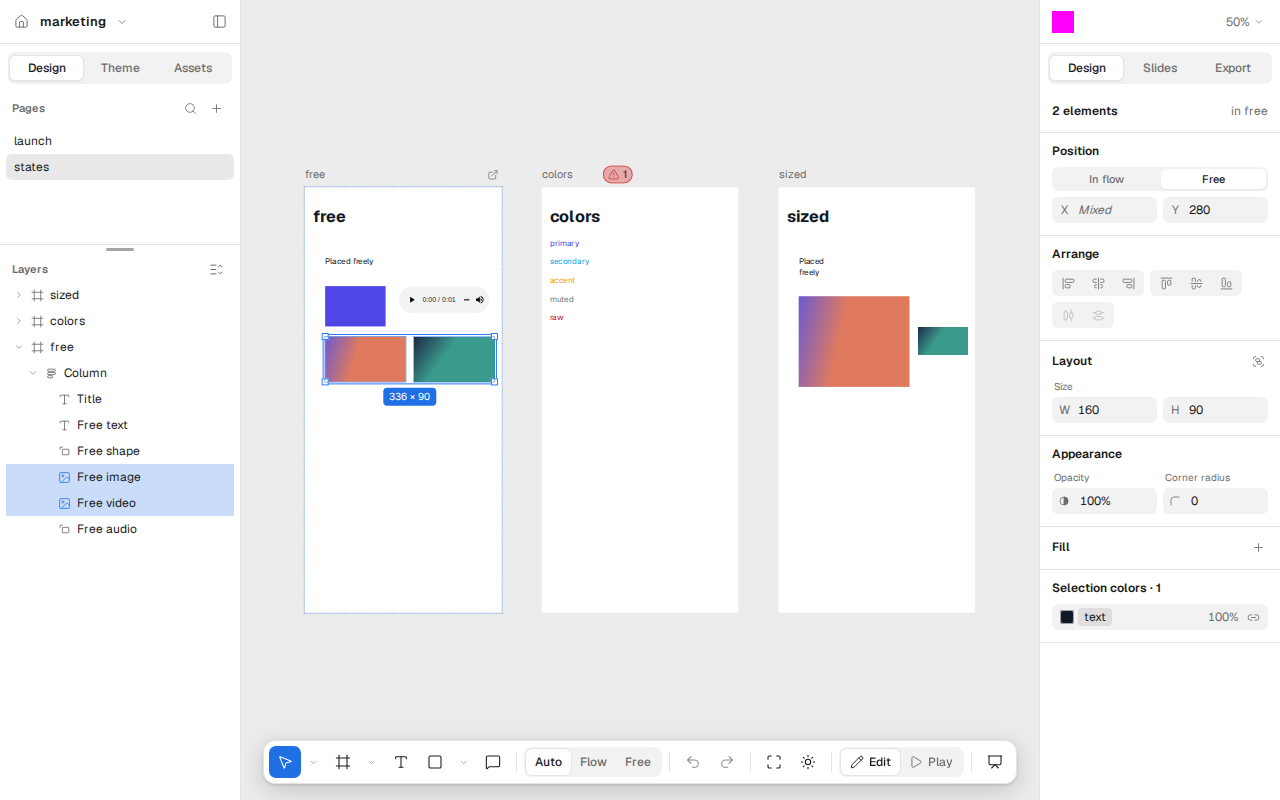 marketing
Design
Theme
Assets
Pages
launch
states
Layers
sized
colors
free
Column
Title
Free text
Free shape
Free image
Free video
Free audio
free
free
Placed freely
0:00 / 0:01
336 × 90
colors
1
colors
primary
secondary
accent
muted
raw
sized
sized
Placed
freely
Auto
Flow
Free
Edit
Play
50%
Design
Slides
Export
2 elements
in free
Position
In flow
Free
X Mixed
Y 280
Arrange
Layout
Size
W 160
H 90
Appearance
Opacity
Corner radius
100%
0
Fill
Selection colors · 1
text
100%